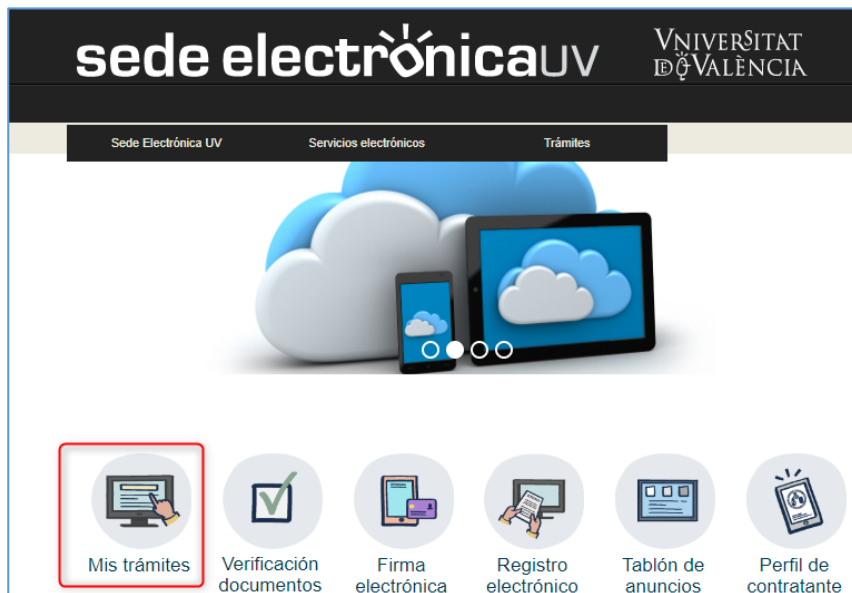 sede electrònicaUV
VNIVERSITAT
DE VALÈNCIA
Sede Electrónica UV Servicios electrónicos Trámites
Mis trámites
Verificación
documentos
Firma
electrónica
Registro
electrónico
Tablón de
anuncios
Perfil de
contratante